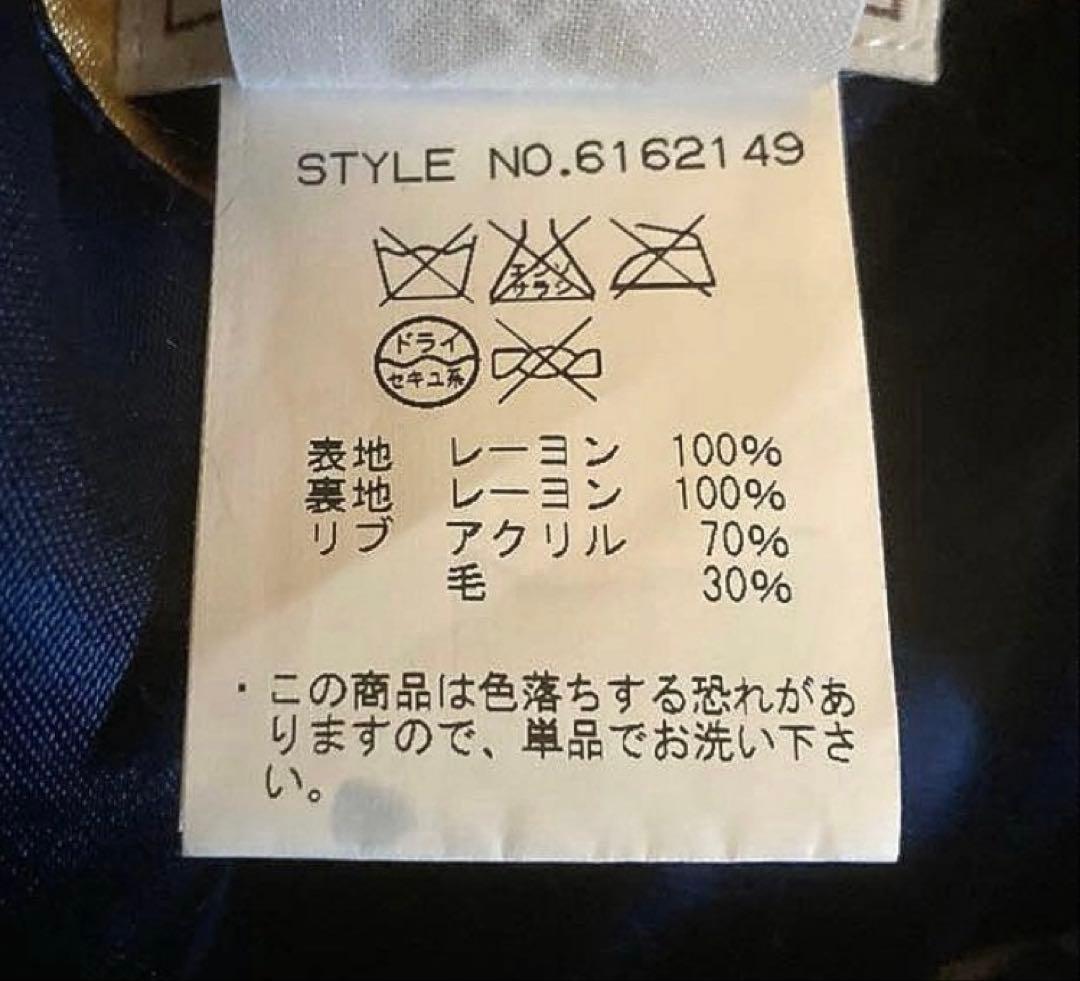 STYLE NO.6162149
エンソ
サラシ
ドライ
セキユ系
表地 レーヨン 100%
裏地 レーヨン 100%
リブ アクリル 70%
毛 30%
・この商品は色落ちする恐れがあ
りますので、単品でお洗い下さ
い。